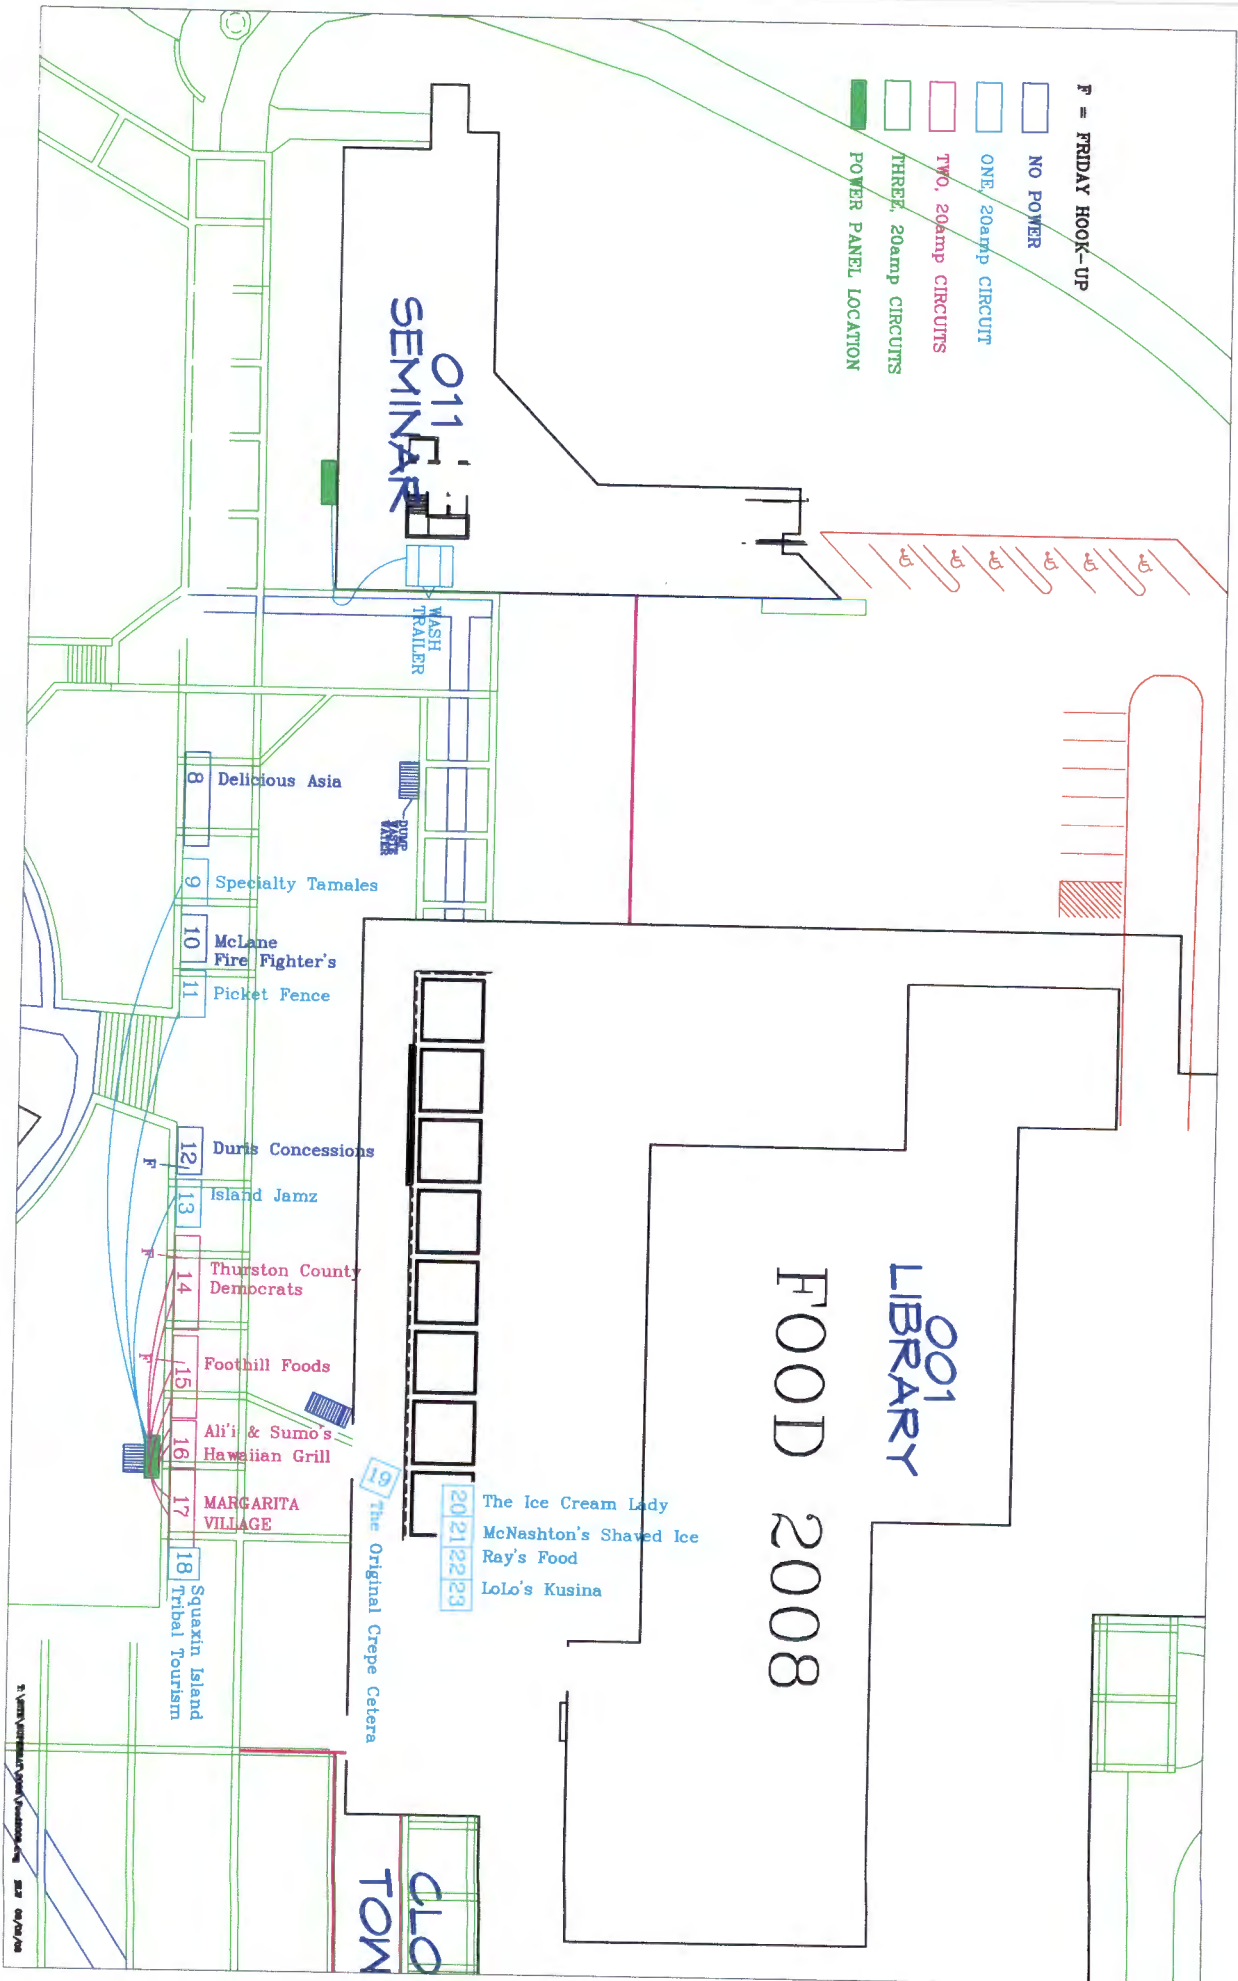 F = FRIDAY HOOK-UP
NO POWER
ONE, 20amp CIRCUIT
TWO, 20amp CIRCUITS
THREE, 20amp CIRCUITS
POWER PANEL LOCATION
011
SEMINAR
WASH
TRAILER
DUMP
WASTE
WATER
001
LIBRARY
FOOD 2008
8 Delicious Asia
9 Specialty Tamales
10 McLane
Fire Fighter's
11 Picket Fence
12 Duris Concessions
F
13 Island Jamz
F
14 Thurston County
Democrats
F
15 Foothill Foods
16 Ali'i & Sumo's
Hawaiian Grill
17 MARGARITA
VILLAGE
18 Squaxin Island
Tribal Tourism
19 The Original Crepe Cetera
20 The Ice Cream Lady
21 McNashton's Shaved Ice
22 Ray's Food
23 LoLo's Kusina
CLO
TOW